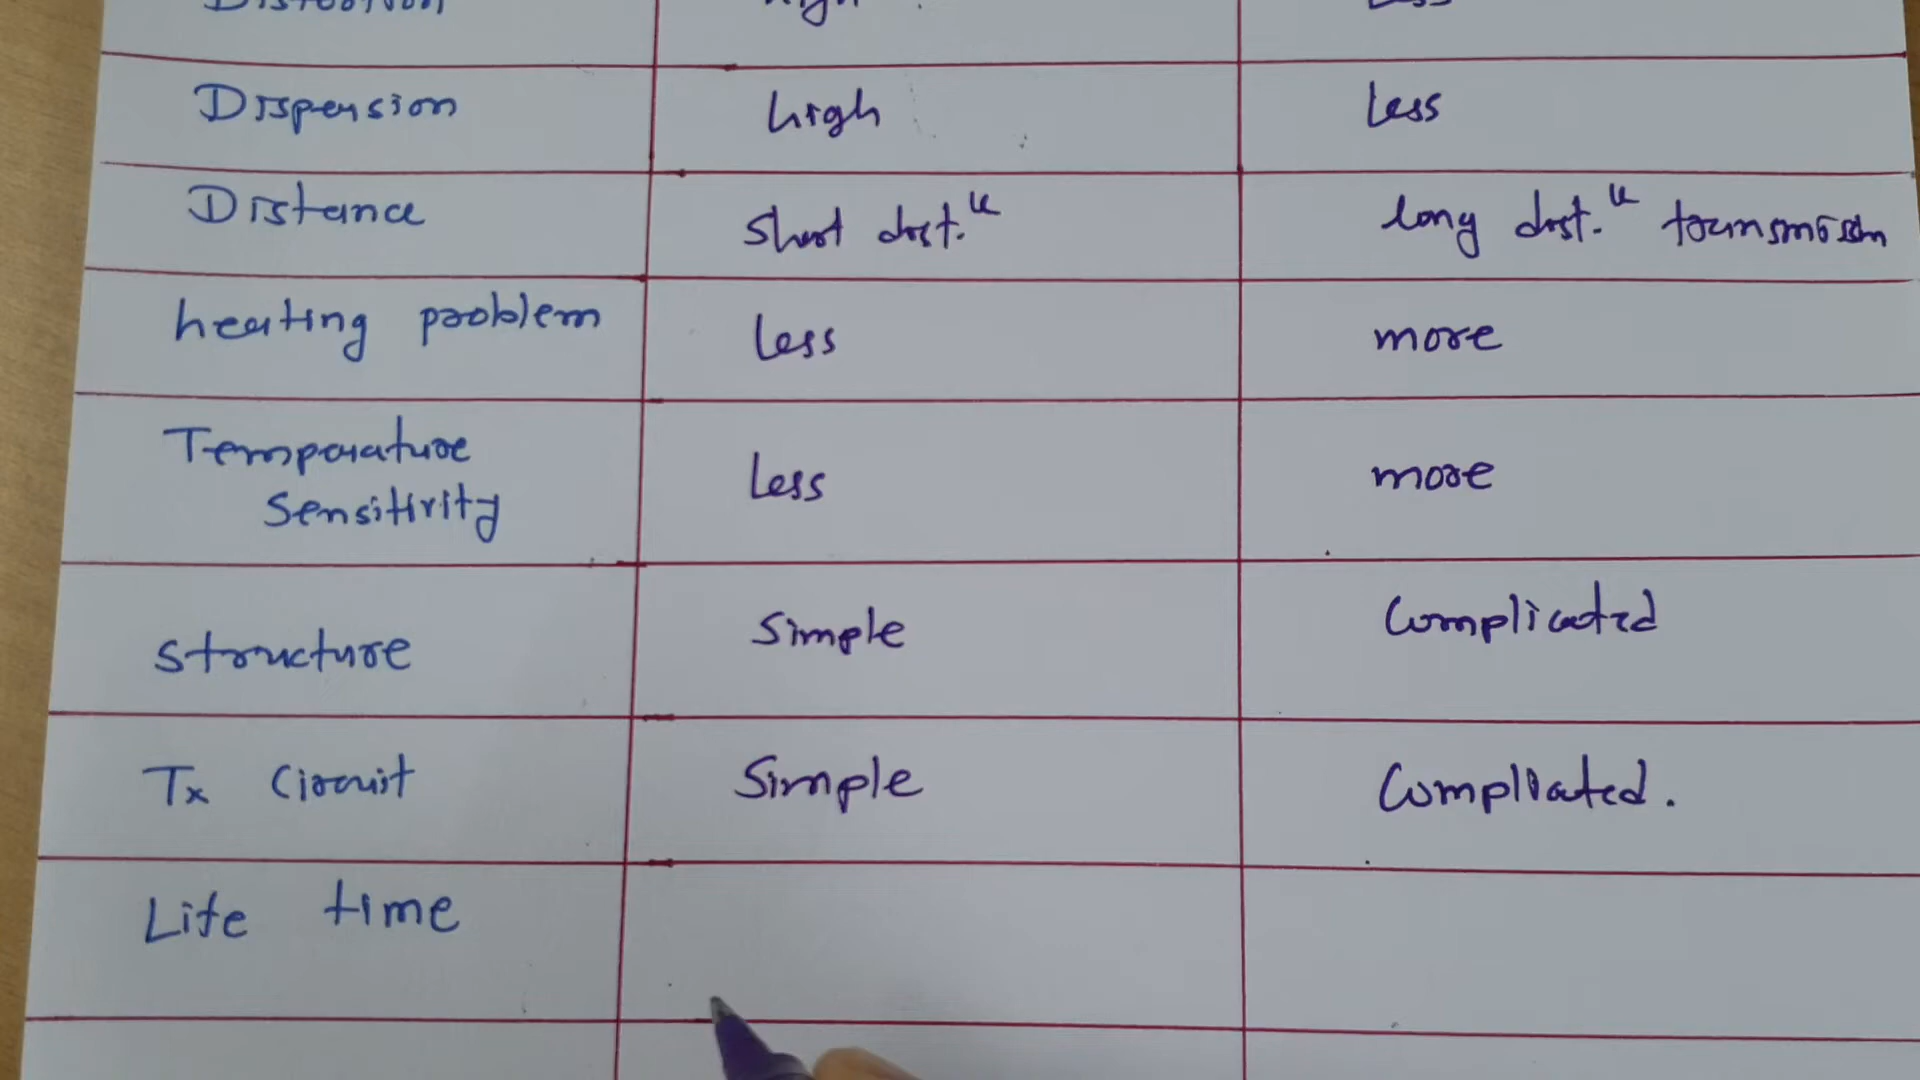 Dispersion high Less
Distance short dist. long dist. transmission
heating problem Less more
Temperature
Sensitivity Less more
structure Simple Complicated
Tx Circuit Simple Complicated.
Life time